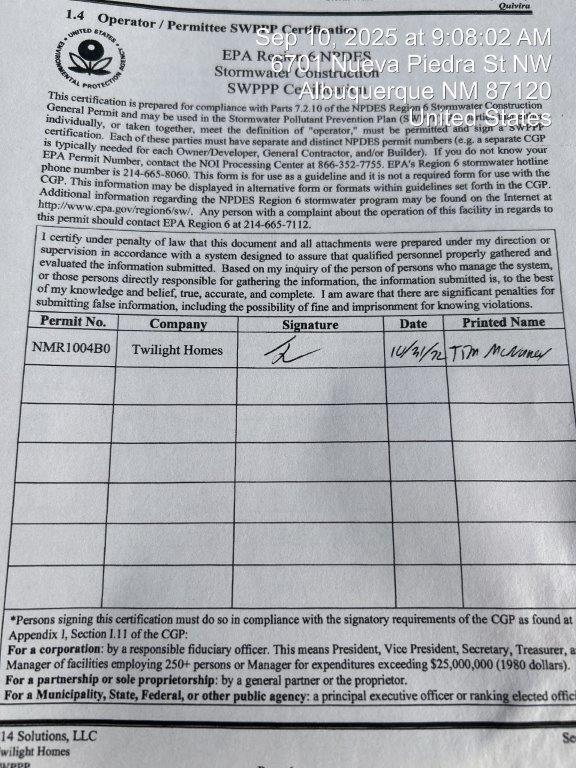 Quivira
1.4 Operator / Permittee SWPPP Certification
Sep 10, 2025 at 9:08:02 AM
6701 Nueva Piedra St NW
Albuquerque NM 87120
United States
UNITED STATES
ENVIRONMENTAL PROTECTION AGENCY
EPA Region 6 NPDES
Stormwater Construction
SWPPP Certification
This certification is prepared for compliance with Parts 7.2.10 of the NPDES Region 6 Stormwater Construction
General Permit and may be used in the Stormwater Pollutant Prevention Plan
individually, or taken together, meet the definition of "operator," must be permitted and sign a SWPPP
certification. Each of these parties must have separate and distinct NPDES permit numbers (e.g. a separate CGP
is typically needed for each Owner/Developer, General Contractor, and/or Builder). If you do not know your
EPA Permit Number, contact the NOI Processing Center at 866-352-7755. EPA's Region 6 stormwater hotline
phone number is 214-665-8060. This form is for use as a guideline and it is not a required form for use with the
CGP. This information may be displayed in alternative form or formats within guidelines set forth in the CGP.
Additional information regarding the NPDES Region 6 stormwater program may be found on the Internet at
http://www.epa.gov/region6/sw/. Any person with a complaint about the operation of this facility in regards to
this permit should contact EPA Region 6 at 214-665-7112.
I certify under penalty of law that this document and all attachments were prepared under my direction or
supervision in accordance with a system designed to assure that qualified personnel properly gathered and
evaluated the information submitted. Based on my inquiry of the person of persons who manage the system,
or those persons directly responsible for gathering the information, the information submitted is, to the best
of my knowledge and belief, true, accurate, and complete. I am aware that there are significant penalties for
submitting false information, including the possibility of fine and imprisonment for knowing violations.
Permit No. Company Signature Date Printed Name
NMR1004B0 Twilight Homes Tim McNaney
*Persons signing this certification must do so in compliance with the signatory requirements of the CGP as found at
Appendix I, Section I.11 of the CGP:
For a corporation: by a responsible fiduciary officer. This means President, Vice President, Secretary, Treasurer, a
Manager of facilities employing 250+ persons or Manager for expenditures exceeding $25,000,000 (1980 dollars).
For a partnership or sole proprietorship: by a general partner or the proprietor.
For a Municipality, State, Federal, or other public agency: a principal executive officer or ranking elected offic
14 Solutions, LLC
Se
wilight Homes
WPPP